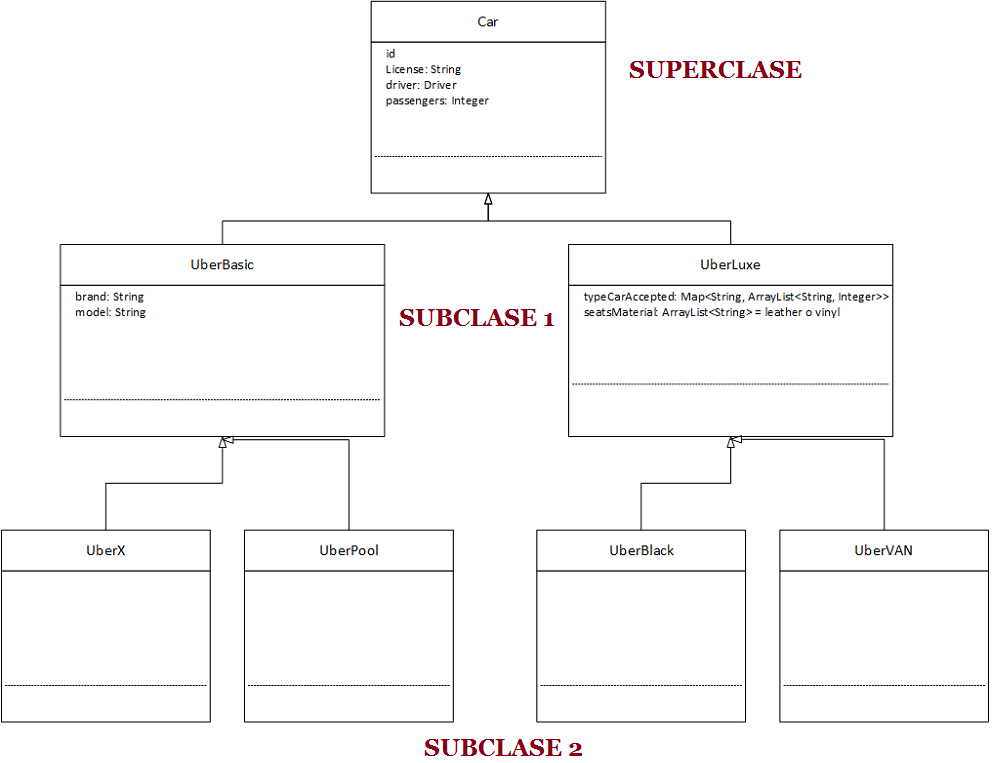 Car
id
License: String
driver: Driver
passengers: Integer
SUPERCLASE
UberBasic
brand: String
model: String
SUBCLASE 1
UberLuxe
typeCarAccepted: Map<String, ArrayList<String, Integer>>
seatsMaterial: ArrayList<String> = leather o vinyl
UberX
UberPool
UberBlack
UberVAN
SUBCLASE 2